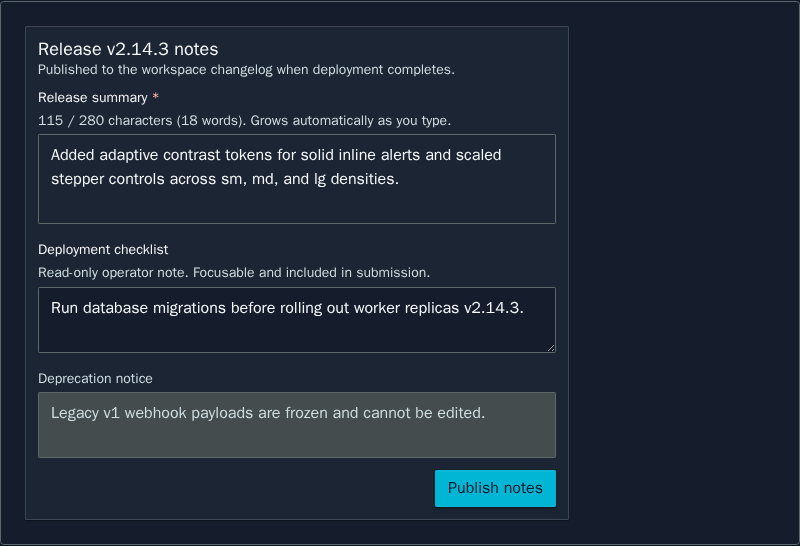 Release v2.14.3 notes
Published to the workspace changelog when deployment completes.
Release summary *
115 / 280 characters (18 words). Grows automatically as you type.
Added adaptive contrast tokens for solid inline alerts and scaled
stepper controls across sm, md, and lg densities.
Deployment checklist
Read-only operator note. Focusable and included in submission.
Run database migrations before rolling out worker replicas v2.14.3.
Deprecation notice
Legacy v1 webhook payloads are frozen and cannot be edited.
Publish notes